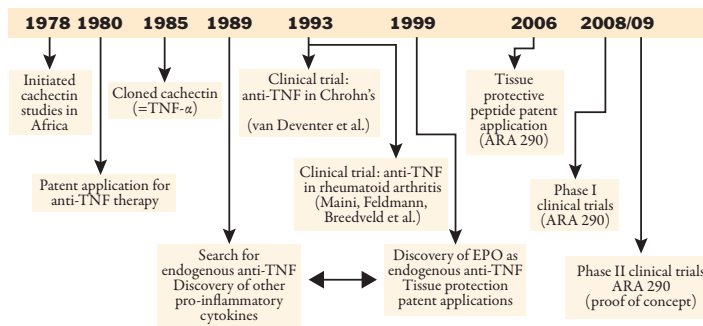 1978 1980 1985 1989 1993 1999 2006 2008/09
Initiated
cachectin
studies in
Africa
Patent application for
anti-TNF therapy
Cloned cachectin
(=TNF-α)
Search for
endogenous anti-TNF
Discovery of other
pro-inflammatory
cytokines
Clinical trial:
anti-TNF in Chrohn's
(van Deventer et al.)
Clinical trial: anti-TNF
in rheumatoid arthritis
(Maini, Feldmann,
Breedveld et al.)
Discovery of EPO as
endogenous anti-TNF
Tissue protection
patent applications
Tissue
protective
peptide patent
application
(ARA 290)
Phase I
clinical trials
(ARA 290)
Phase II clinical trials
ARA 290
(proof of concept)